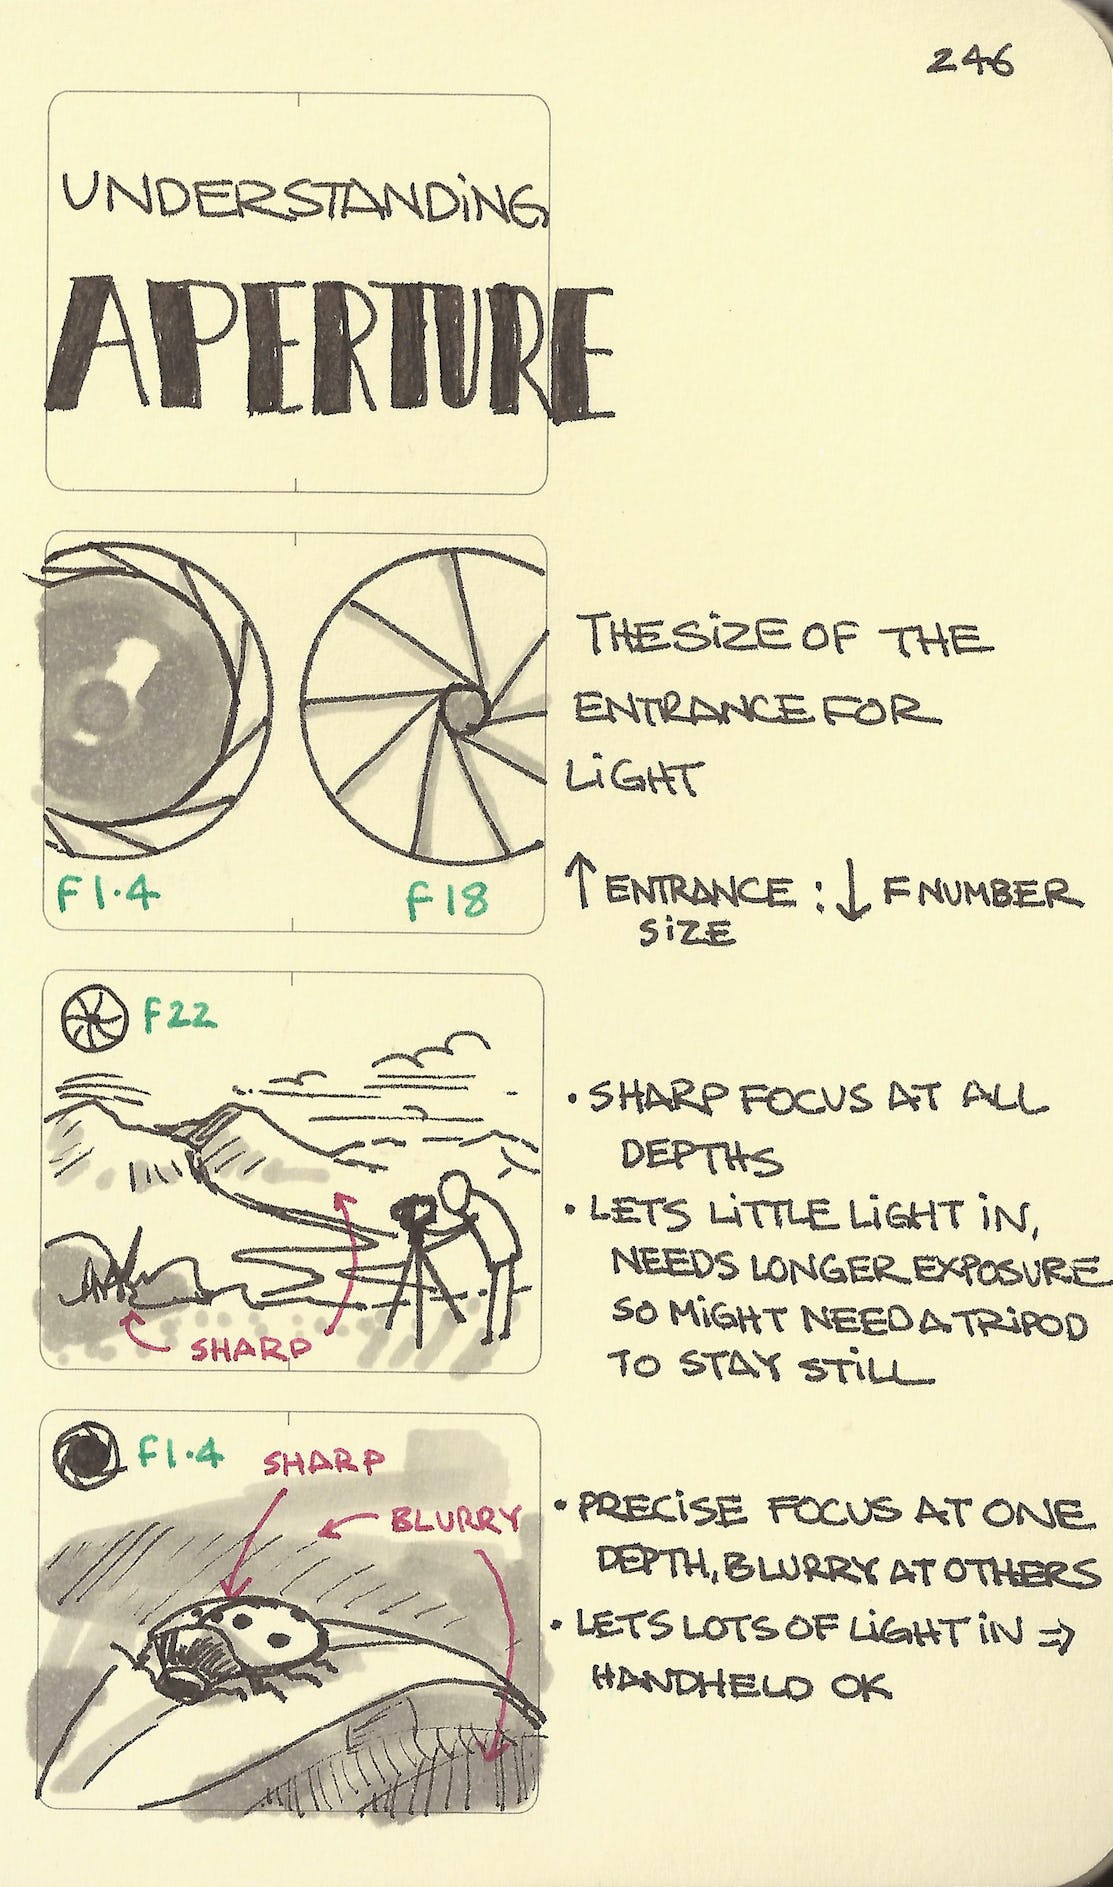 246
UNDERSTANDING
APERTURE
F1.4
F18
THE SIZE OF THE
ENTRANCE FOR
LIGHT
↑ ENTRANCE : ↓ F NUMBER
SIZE
F22
SHARP
• SHARP FOCUS AT ALL
DEPTHS
• LETS LITTLE LIGHT IN,
NEEDS LONGER EXPOSURE
SO MIGHT NEED A TRIPOD
TO STAY STILL
F1.4
SHARP
BLURRY
• PRECISE FOCUS AT ONE
DEPTH, BLURRY AT OTHERS
• LETS LOTS OF LIGHT IN ⇒
HANDHELD OK